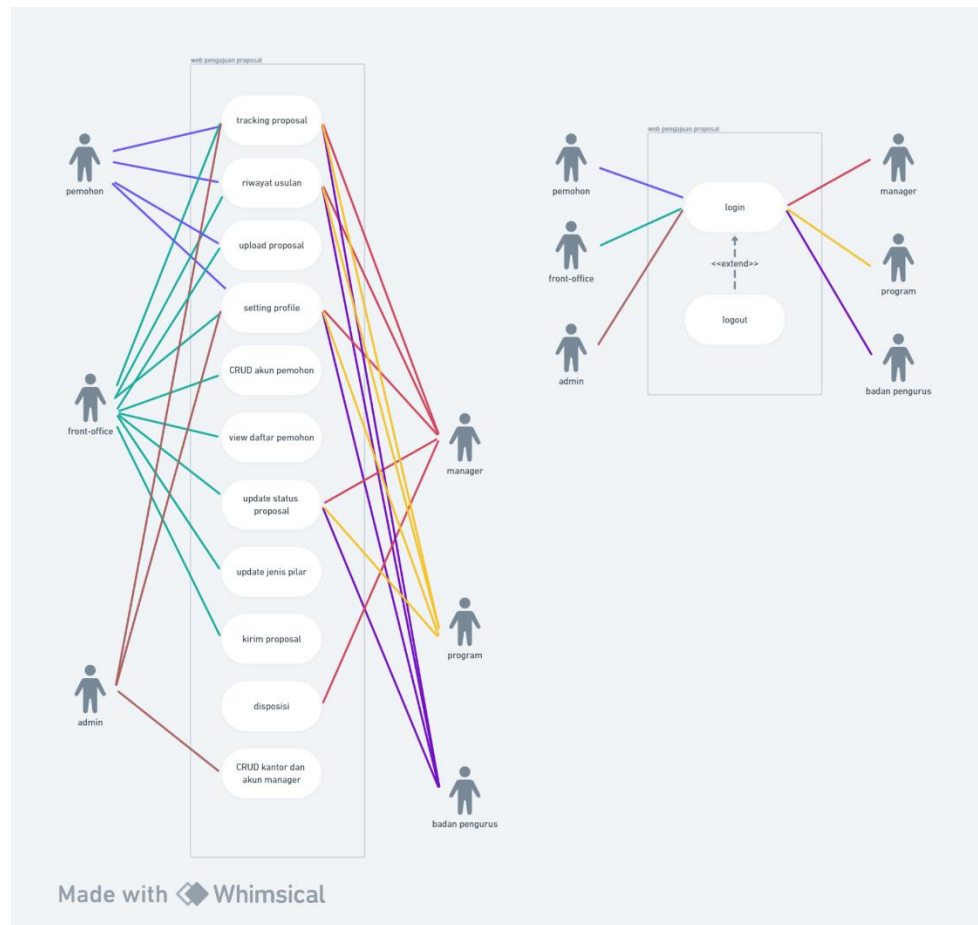 web pengajuan proposal
tracking proposal
pemohon
riwayat usulan
upload proposal
setting profile
CRUD akun pemohon
front-office
view daftar pemohon
manager
update status
proposal
update jenis pilar
kirim proposal
program
admin
disposisi
CRUD kantor dan
akun manager
badan pengurus
web pengajuan proposal
pemohon
manager
login
front-office
<<extend>>
program
logout
admin
badan pengurus
Made with Whimsical